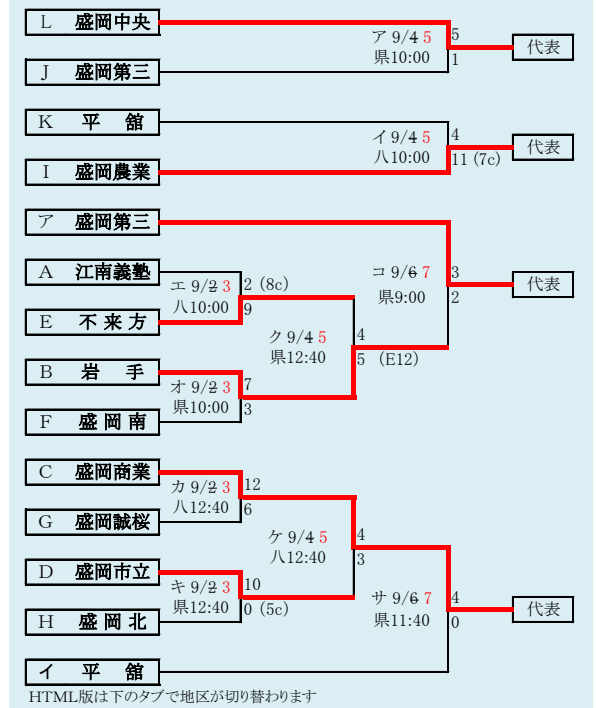 L 盛岡中央
ア 9/4 5 5
代表
県10:00 1
J 盛岡第三
K 平 舘
イ 9/4 5 4
代表
八10:00 11 (7c)
I 盛岡農業
ア 盛岡第三
A 江南義塾
コ 9/6 7 3
エ 9/2 3 2 (8c)
代表
県9:00 2
八10:00 9
E 不 来 方
ク 9/4 5 4
県12:40 5 (E12)
B 岩 手
オ 9/2 3 7
県10:00 3
F 盛 岡 南
C 盛岡商業
カ 9/2 3 12
八12:40 6
G 盛岡誠桜
ケ 9/4 5 4
八12:40 3
D 盛岡市立
キ 9/2 3 10
サ 9/6 7 4
代表
県12:40 0 (5c)
県11:40 0
H 盛 岡 北
イ 平 舘
HTML版は下のタブで地区が切り替わります